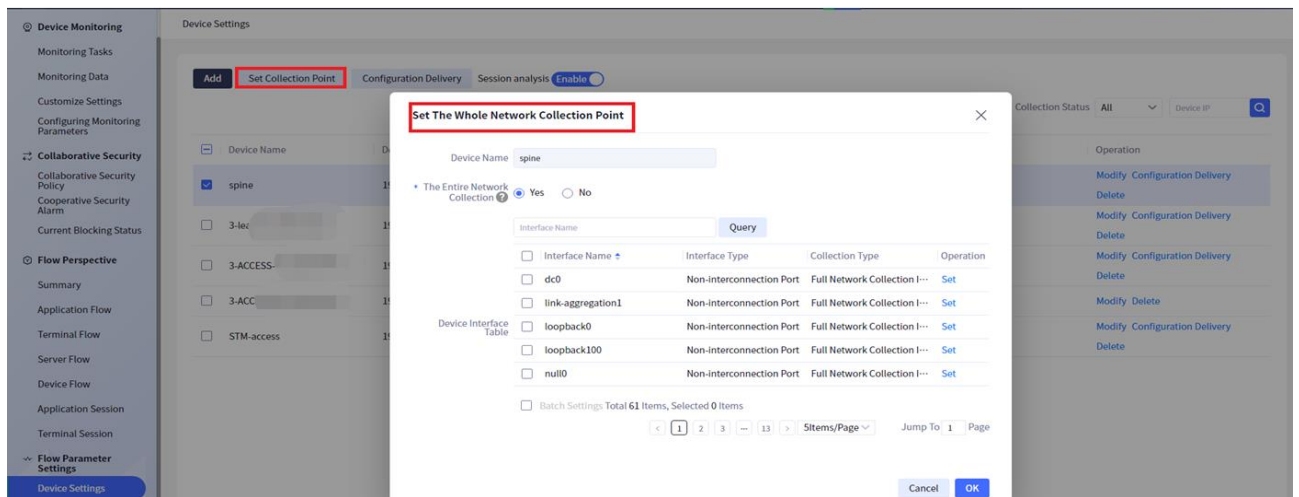 Device Monitoring
Monitoring Tasks
Monitoring Data
Customize Settings
Configuring Monitoring
Parameters
Collaborative Security
Collaborative Security
Policy
Cooperative Security
Alarm
Current Blocking Status
Flow Perspective
Summary
Application Flow
Terminal Flow
Server Flow
Device Flow
Application Session
Terminal Session
Flow Parameter
Settings
Device Settings
Device Settings
Add Set Collection Point Configuration Delivery Session analysis Enable
Collection Status All Device IP
Device Name
Operation
spine
Modify Configuration Delivery
Delete
Modify Configuration Delivery
Delete
3-ACCESS-
Modify Configuration Delivery
Delete
3-ACC
Modify Delete
STM-access
Modify Configuration Delivery
Delete
Set The Whole Network Collection Point
Device Name spine
* The Entire Network
Collection ? Yes No
Interface Name Query
Device Interface
Table
Interface Name Interface Type Collection Type Operation
dc0 Non-interconnection Port Full Network Collection I··· Set
link-aggregation1 Non-interconnection Port Full Network Collection I··· Set
loopback0 Non-interconnection Port Full Network Collection I··· Set
loopback100 Non-interconnection Port Full Network Collection I··· Set
null0 Non-interconnection Port Full Network Collection I··· Set
Batch Settings Total 61 Items, Selected 0 Items
< 1 2 3 ··· 13 > 5Items/Page Jump To 1 Page
Cancel OK